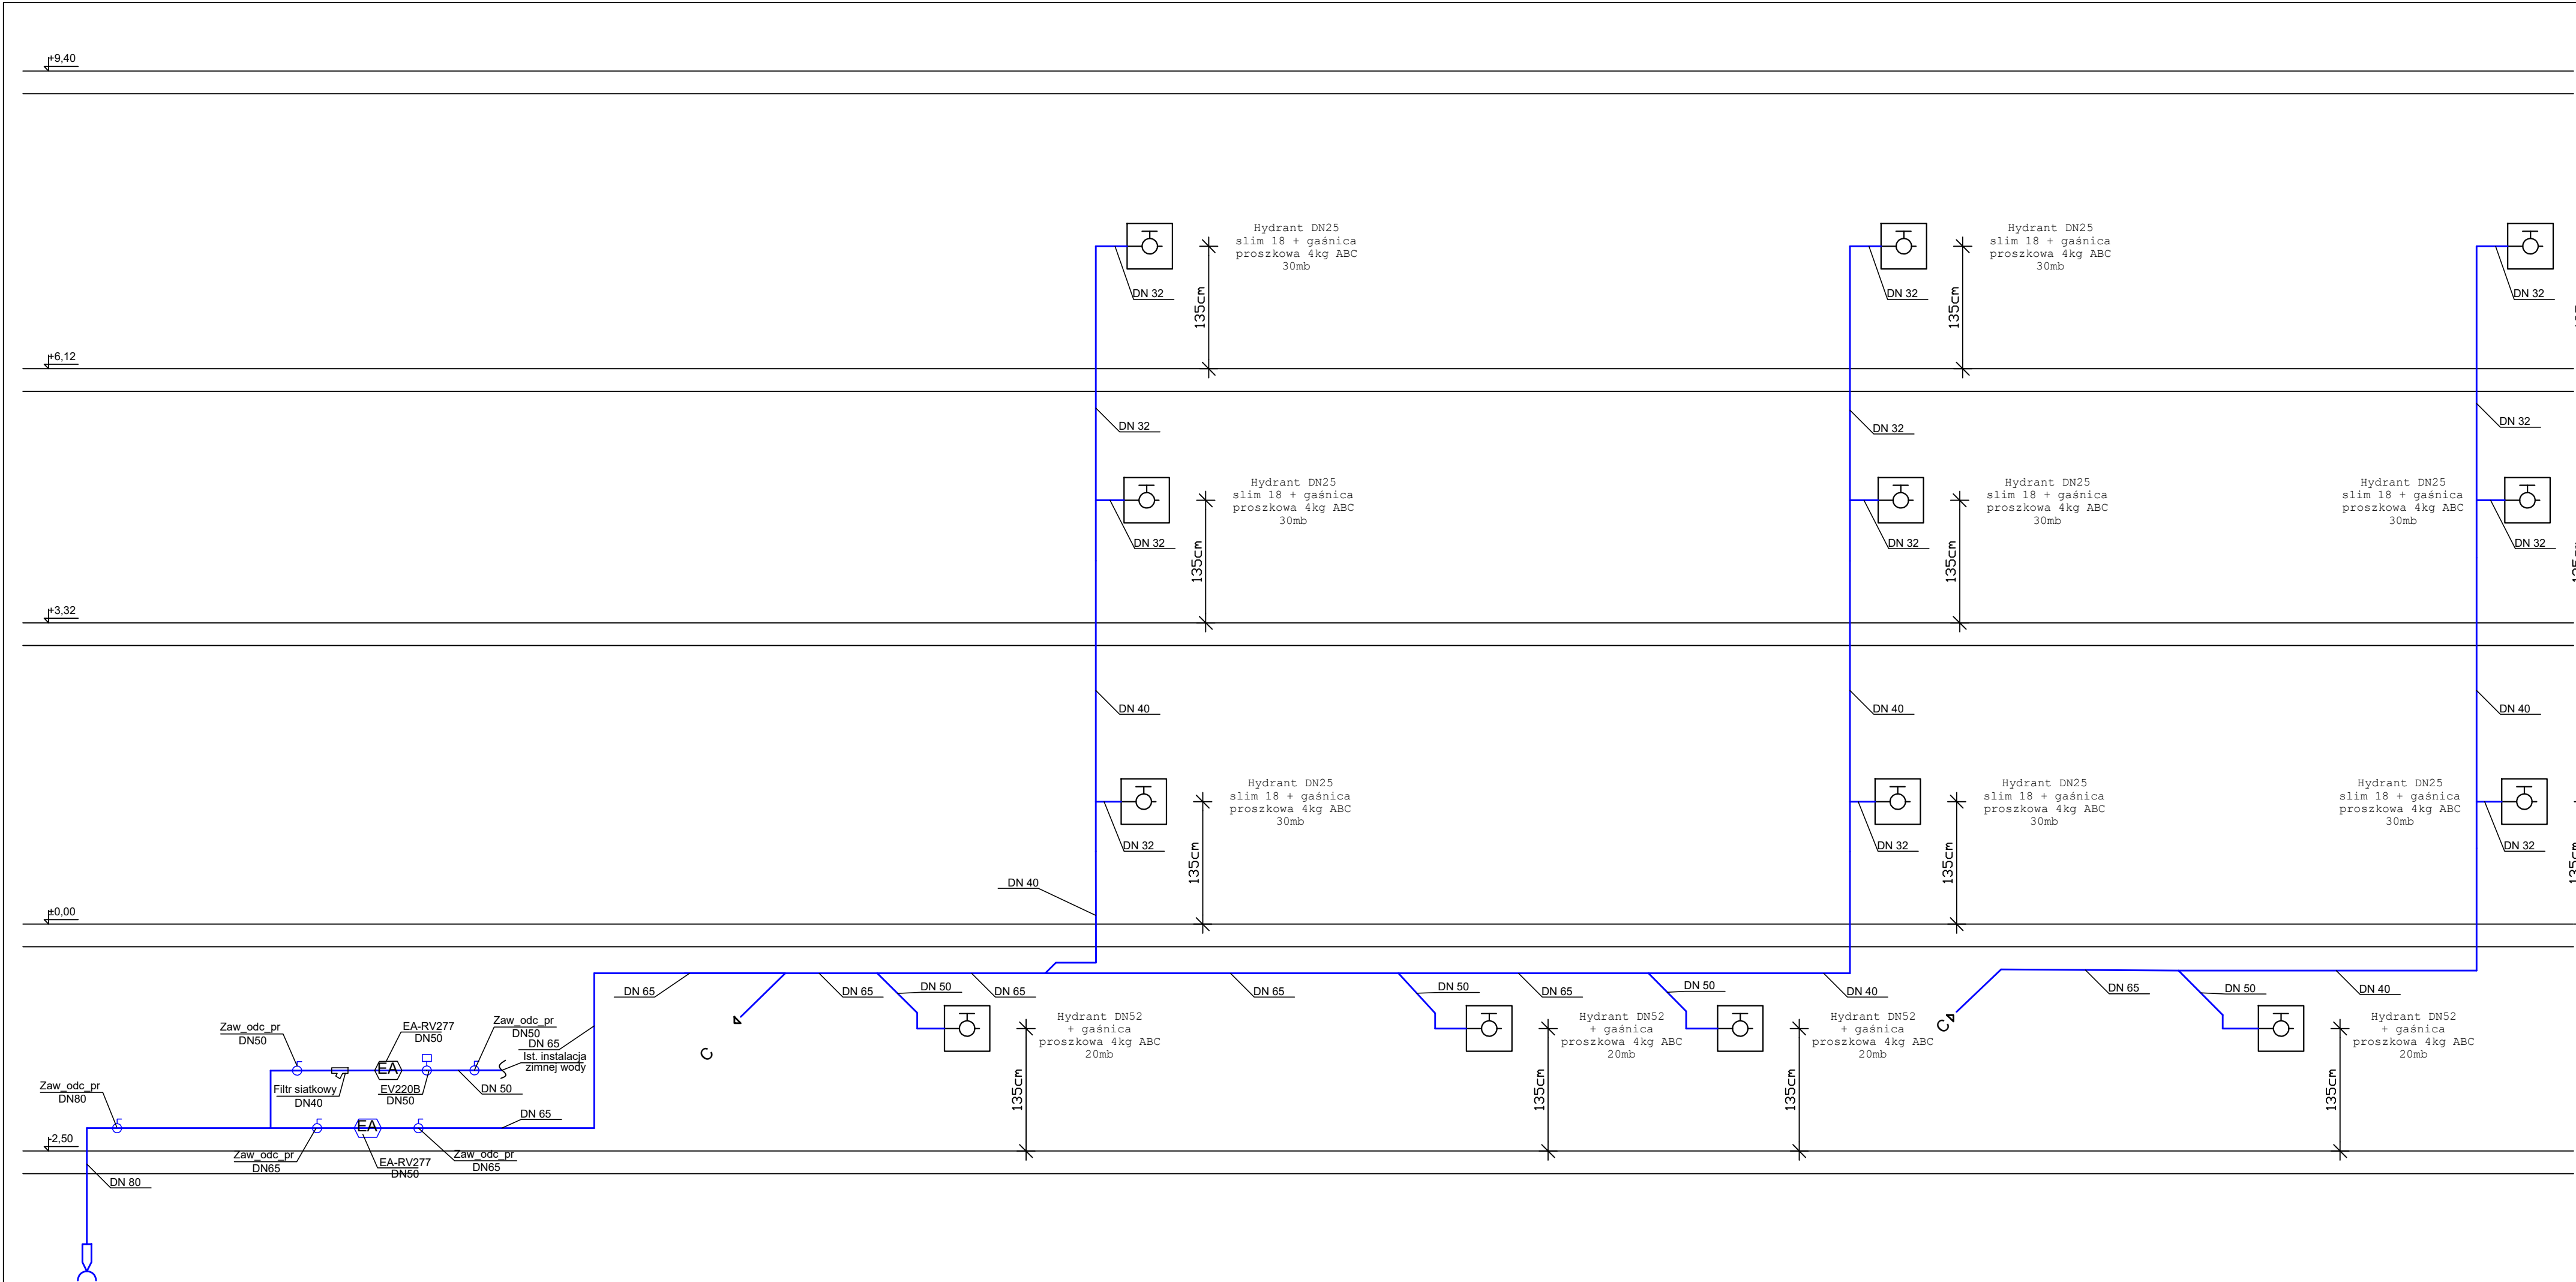 +9,40
Hydrant DN25
slim 18 + gaśnica
proszkowa 4kg ABC
30mb
DN 32
135cm
Hydrant DN25
slim 18 + gaśnica
proszkowa 4kg ABC
30mb
DN 32
135cm
DN 32
+6,12
DN 32
DN 32
DN 32
Hydrant DN25
slim 18 + gaśnica
proszkowa 4kg ABC
30mb
DN 32
135cm
Hydrant DN25
slim 18 + gaśnica
proszkowa 4kg ABC
30mb
DN 32
135cm
Hydrant DN25
slim 18 + gaśnica
proszkowa 4kg ABC
30mb
DN 32
+3,32
DN 40
DN 40
DN 40
Hydrant DN25
slim 18 + gaśnica
proszkowa 4kg ABC
30mb
DN 32
135cm
Hydrant DN25
slim 18 + gaśnica
proszkowa 4kg ABC
30mb
DN 32
135cm
Hydrant DN25
slim 18 + gaśnica
proszkowa 4kg ABC
30mb
DN 32
135cm
DN 40
±0,00
DN 65
DN 65
DN 50
DN 65
DN 65
DN 50
DN 65
DN 50
DN 40
DN 65
DN 50
DN 40
C
C
Hydrant DN52
+ gaśnica
proszkowa 4kg ABC
20mb
135cm
Hydrant DN52
+ gaśnica
proszkowa 4kg ABC
20mb
135cm
Hydrant DN52
+ gaśnica
proszkowa 4kg ABC
20mb
135cm
Hydrant DN52
+ gaśnica
proszkowa 4kg ABC
20mb
135cm
Zaw_odc_pr
DN50
EA-RV277
DN50
Zaw_odc_pr
DN50
DN 65
Ist. instalacja
zimnej wody
EA
Filtr siatkowy
DN40
EV220B
DN50
DN 50
Zaw_odc_pr
DN80
DN 65
EA
-2,50
Zaw_odc_pr
DN65
EA-RV277
DN50
Zaw_odc_pr
DN65
DN 80